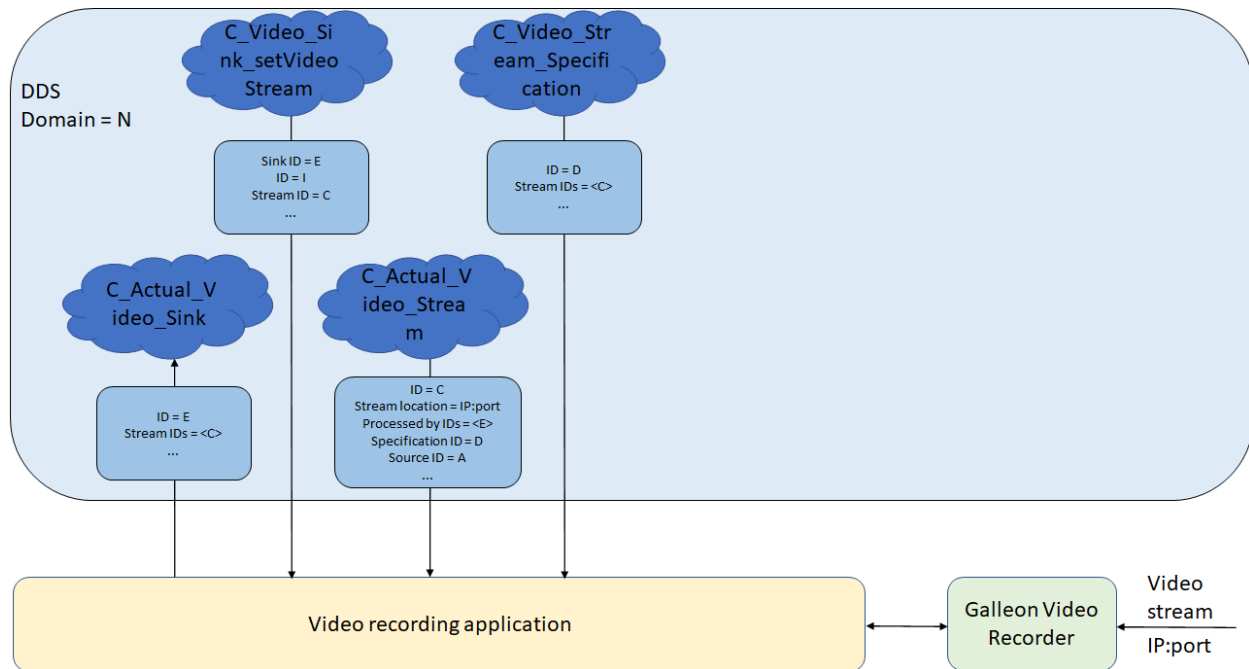 C_Video_Si
nk_setVideo
Stream
C_Video_Str
eam_Specifi
cation
DDS
Domain = N
Sink ID = E
ID = I
Stream ID = C
...
ID = D
Stream IDs = <C>
...
C_Actual_V
ideo_Sink
C_Actual_V
ideo_Strea
m
ID = E
Stream IDs = <C>
...
ID = C
Stream location = IP:port
Processed by IDs = <E>
Specification ID = D
Source ID = A
...
Video recording application
Galleon Video
Recorder
Video
stream
IP:port